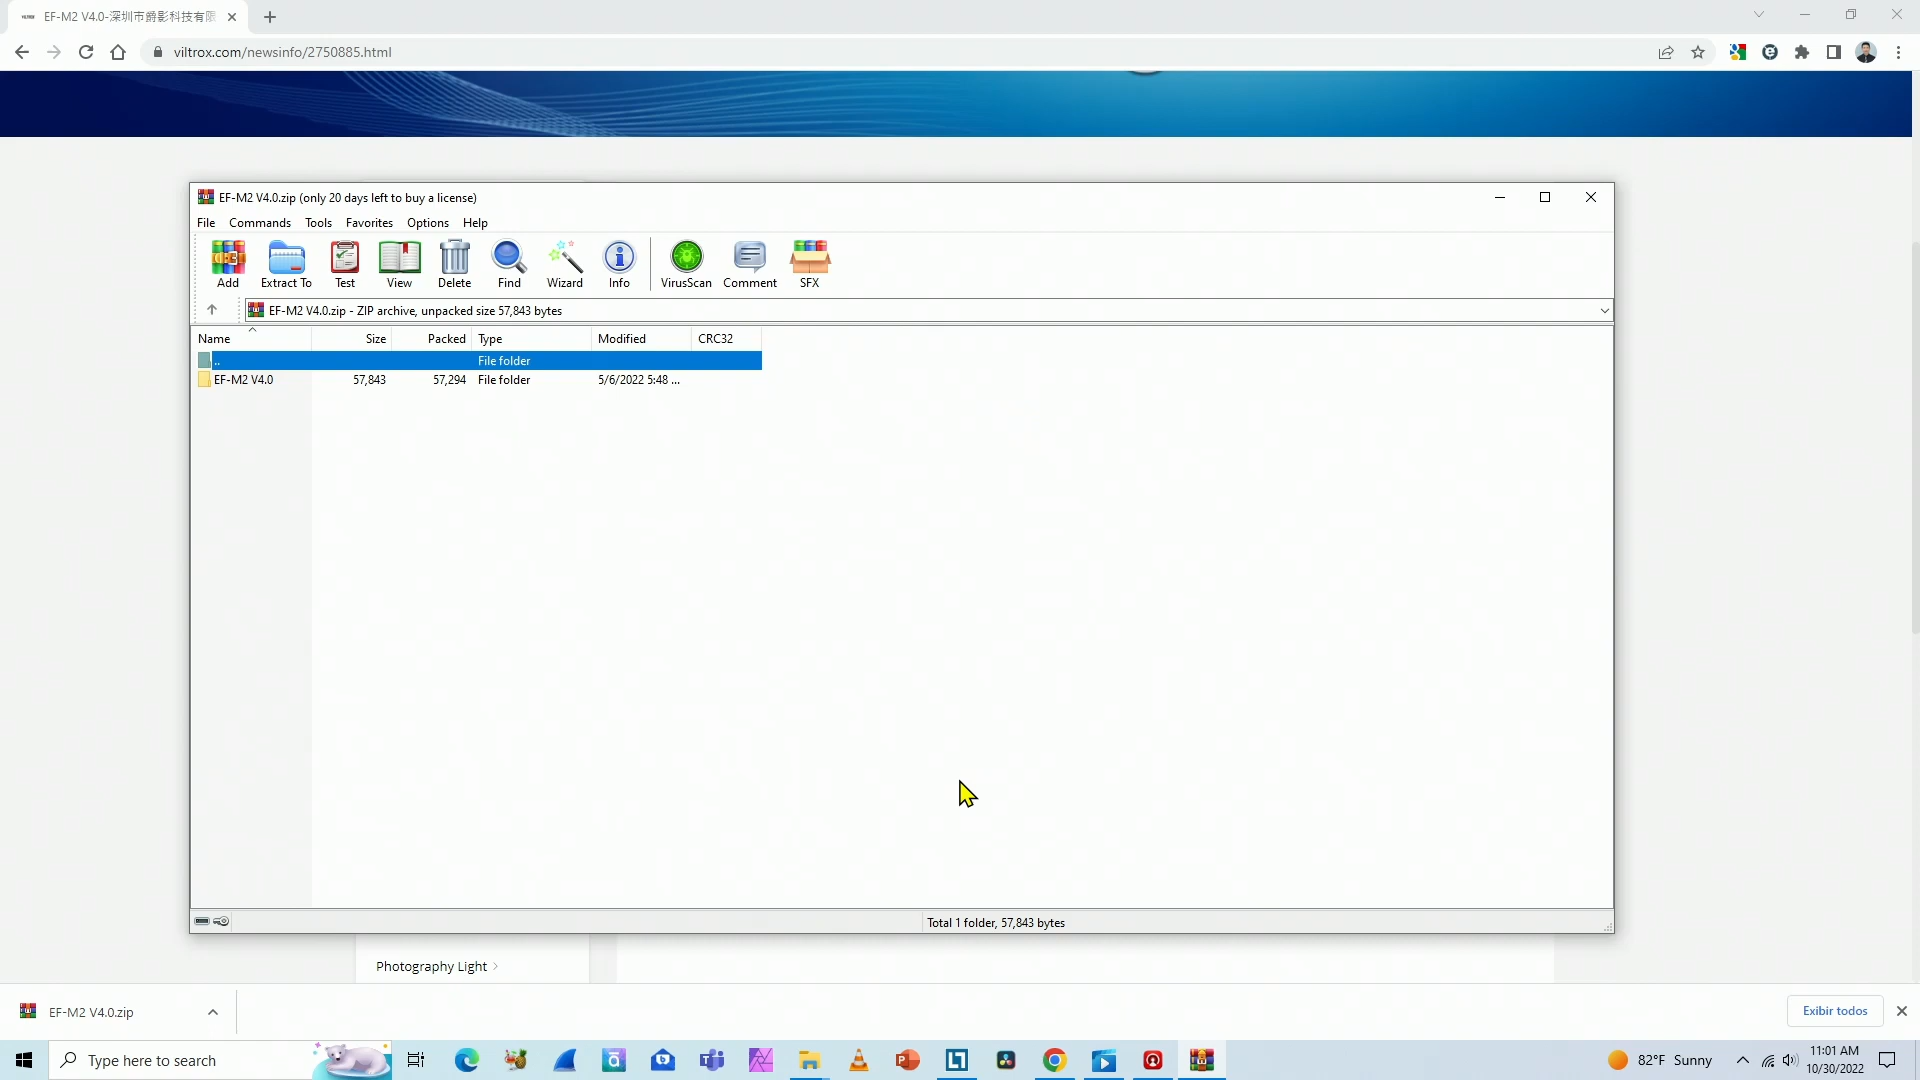 EF-M2 V4.0-深圳市爵影科技有限
viltrox.com/newsinfo/2750885.html
EF-M2 V4.0.zip (only 20 days left to buy a license)
File Commands Tools Favorites Options Help
Add Extract To Test View Delete Find Wizard Info VirusScan Comment SFX
EF-M2 V4.0.zip - ZIP archive, unpacked size 57,843 bytes
Name Size Packed Type Modified CRC32
.. File folder
EF-M2 V4.0 57,843 57,294 File folder 5/6/2022 5:48 ...
Total 1 folder, 57,843 bytes
Photography Light
EF-M2 V4.0.zip
Exibir todos
Type here to search
82°F Sunny
11:01 AM
10/30/2022